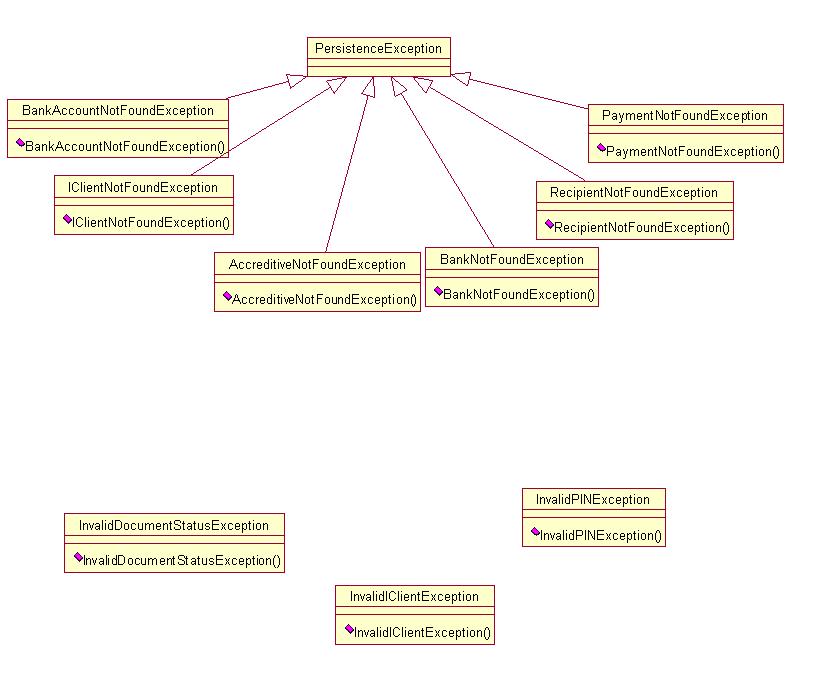 PersistenceException
BankAccountNotFoundException
BankAccountNotFoundException()
PaymentNotFoundException
PaymentNotFoundException()
IClientNotFoundException
IClientNotFoundException()
RecipientNotFoundException
RecipientNotFoundException()
AccreditiveNotFoundException
AccreditiveNotFoundException()
BankNotFoundException
BankNotFoundException()
InvalidPINException
InvalidPINException()
InvalidDocumentStatusException
InvalidDocumentStatusException()
InvalidIClientException
InvalidIClientException()